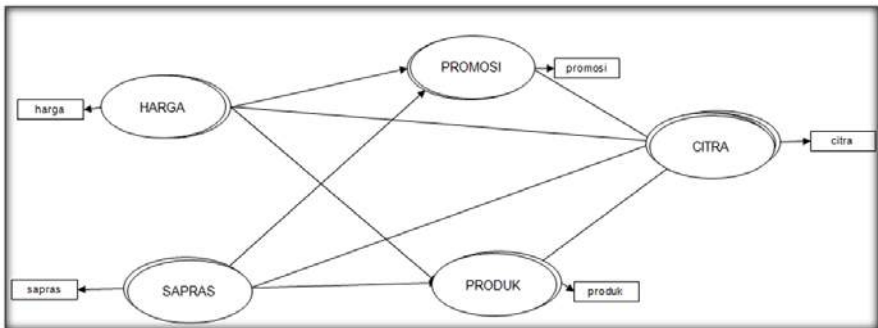 PROMOSI
promosi
HARGA
harga
CITRA
citra
SAPRAS
sapras
PRODUK
produk